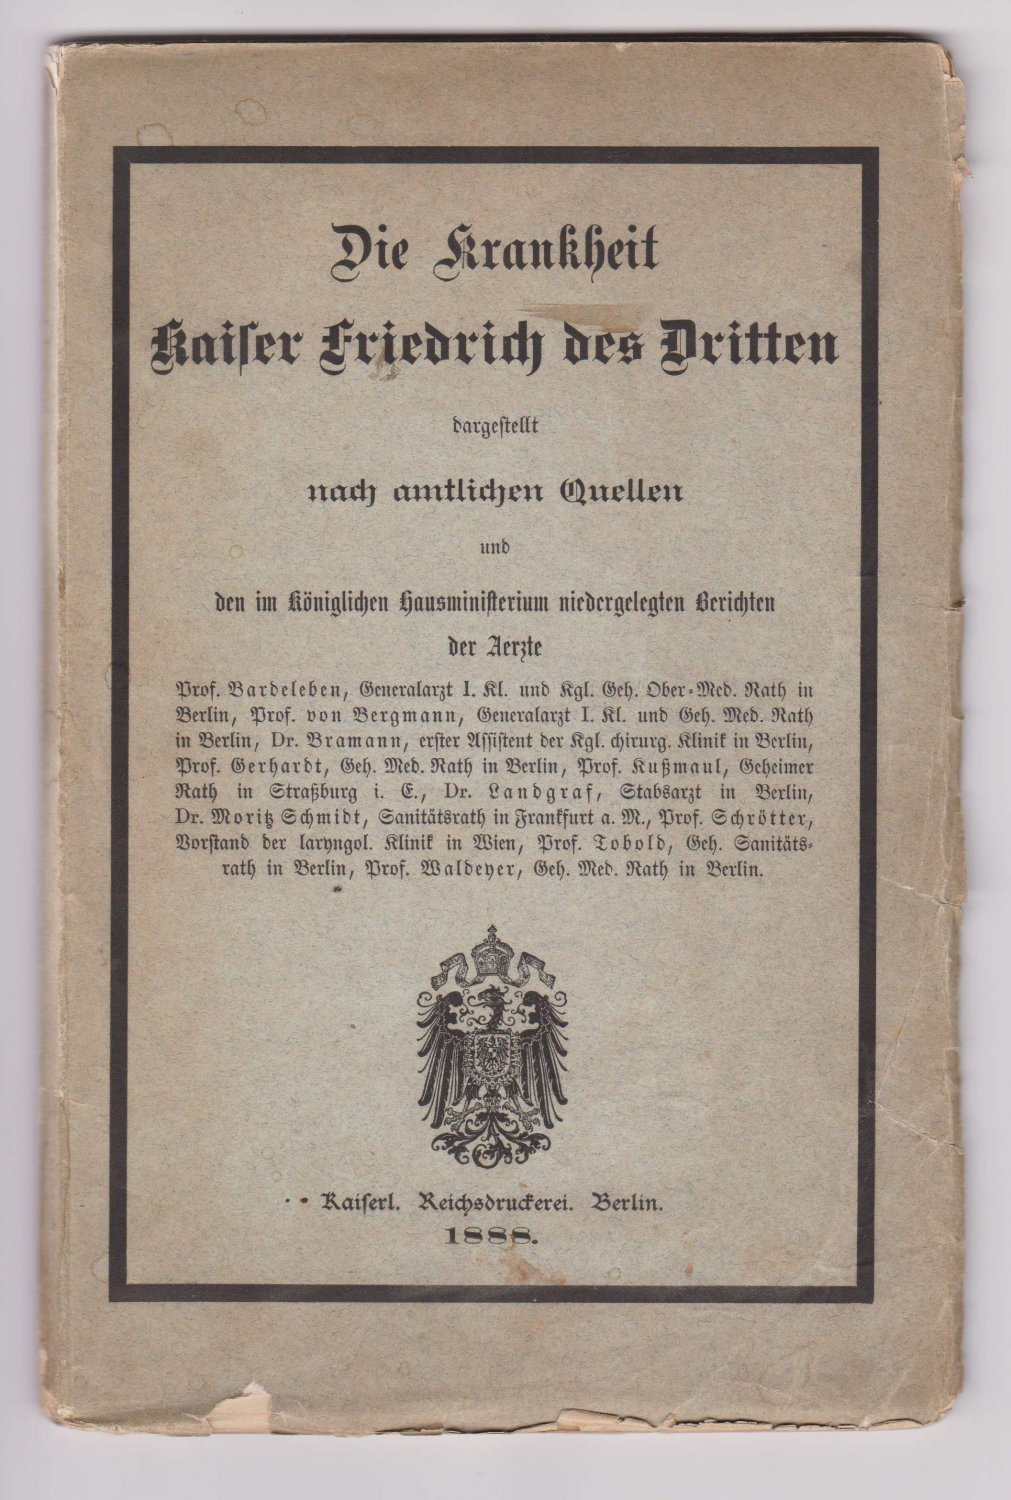 Die Krankheit
Kaiser Friedrich des Dritten
dargestellt
nach amtlichen Quellen
und
den im Königlichen Hausministerium niedergelegten Berichten
der Aerzte
Prof. Bardeleben, Generalarzt I. Kl. und Kgl. Geh. Ober-Med. Rath in
Berlin, Prof. von Bergmann, Generalarzt I. Kl. und Geh. Med. Rath
in Berlin, Dr. Bramann, erster Assistent der Kgl. chirurg. Klinik in Berlin,
Prof. Gerhardt, Geh. Med. Rath in Berlin, Prof. Kußmaul, Geheimer
Rath in Straßburg i. E., Dr. Landgraf, Stabsarzt in Berlin,
Dr. Moritz Schmidt, Sanitätsrath in Frankfurt a. M., Prof. Schrötter,
Vorstand der laryngol. Klinik in Wien, Prof. Tobold, Geh. Sanitäts-
rath in Berlin, Prof. Waldeyer, Geh. Med. Rath in Berlin.
Kaiserl. Reichsdruckerei. Berlin.
1888.